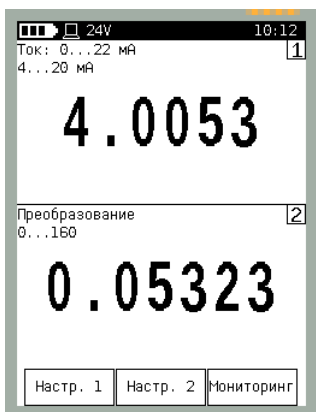 24V 10:12
Ток: 0...22 мА 1
4...20 мА
4.0053
Преобразование 2
0...160
0.05323
Настр. 1 Настр. 2 Мониторинг